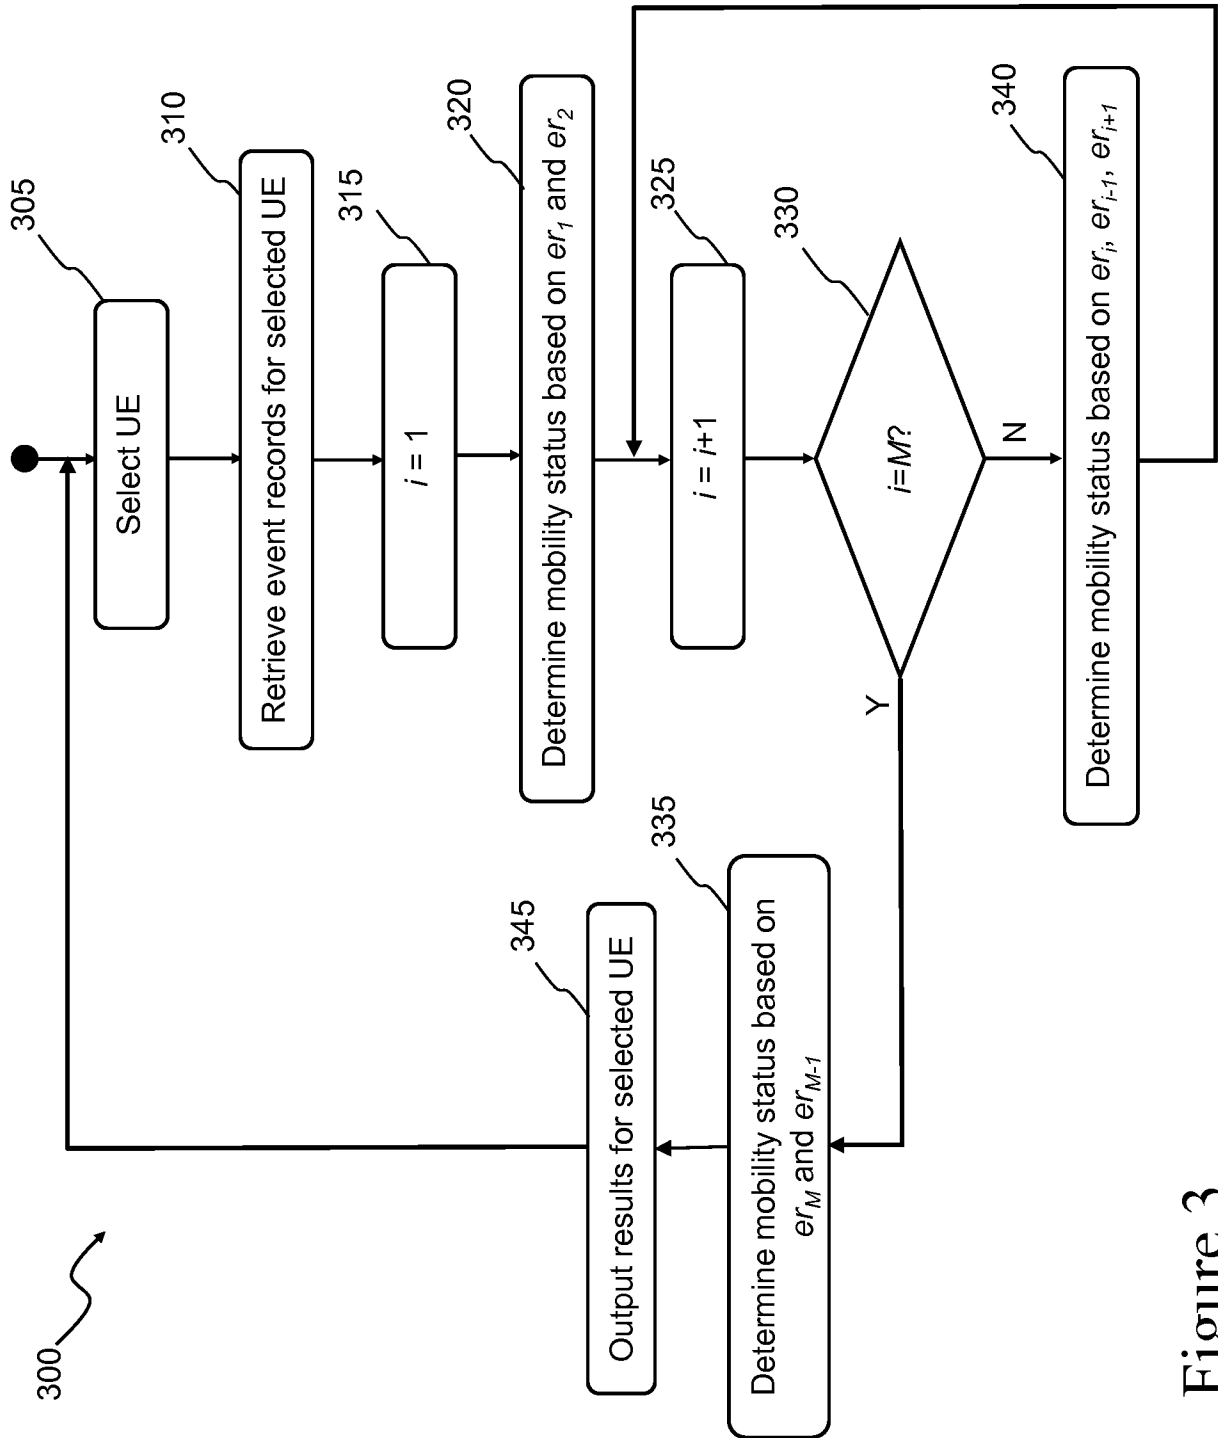 300
305
Select UE
310
Retrieve event records for selected UE
315
i = 1
320
Determine mobility status based on er1 and er2
325
i = i+1
330
i=M?
Y
N
335
Determine mobility status based on
erM and erM-1
340
Determine mobility status based on eri, eri-1, eri+1
345
Output results for selected UE
Figure 3